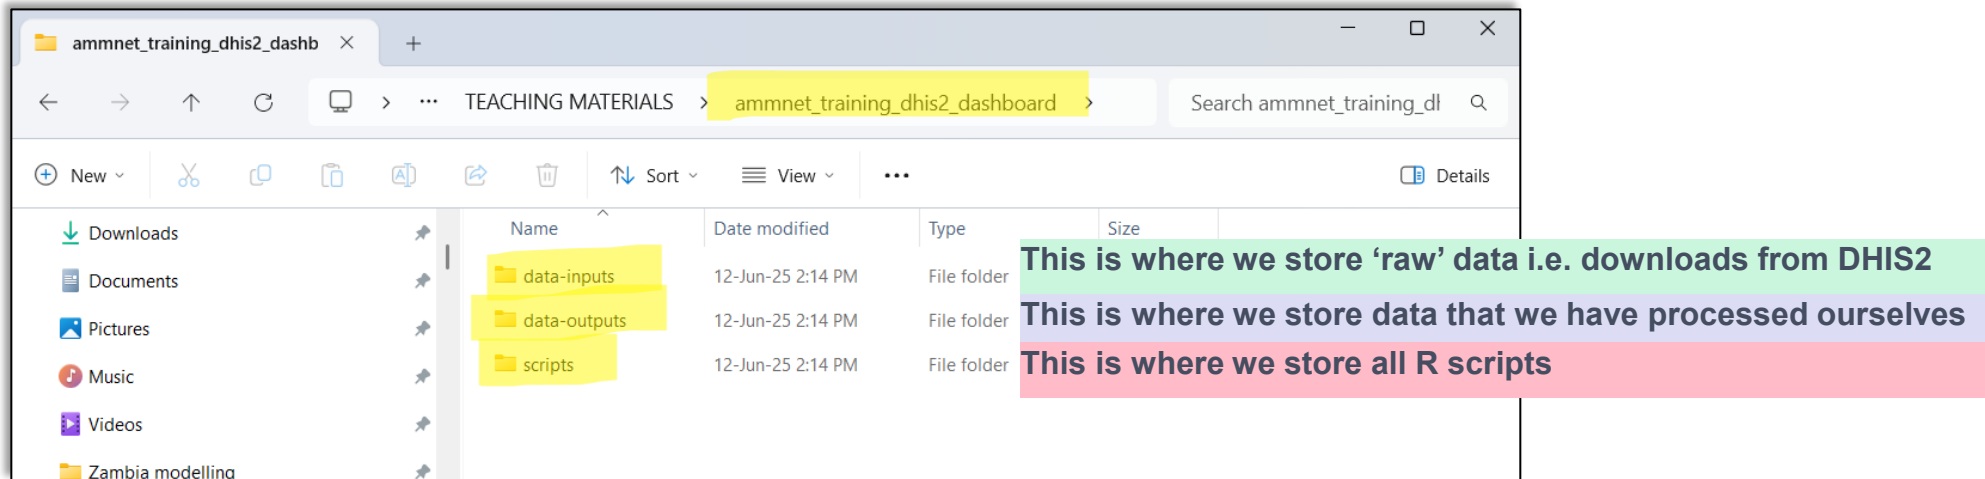 ammnet_training_dhis2_dashb
TEACHING MATERIALS > ammnet_training_dhis2_dashboard >
Search ammnet_training_dl
New
Sort
View
Details
Downloads
Documents
Pictures
Music
Videos
Zambia modelling
Name Date modified Type Size
data-inputs 12-Jun-25 2:14 PM File folder This is where we store ‘raw’ data i.e. downloads from DHIS2
data-outputs 12-Jun-25 2:14 PM File folder This is where we store data that we have processed ourselves
scripts 12-Jun-25 2:14 PM File folder This is where we store all R scripts